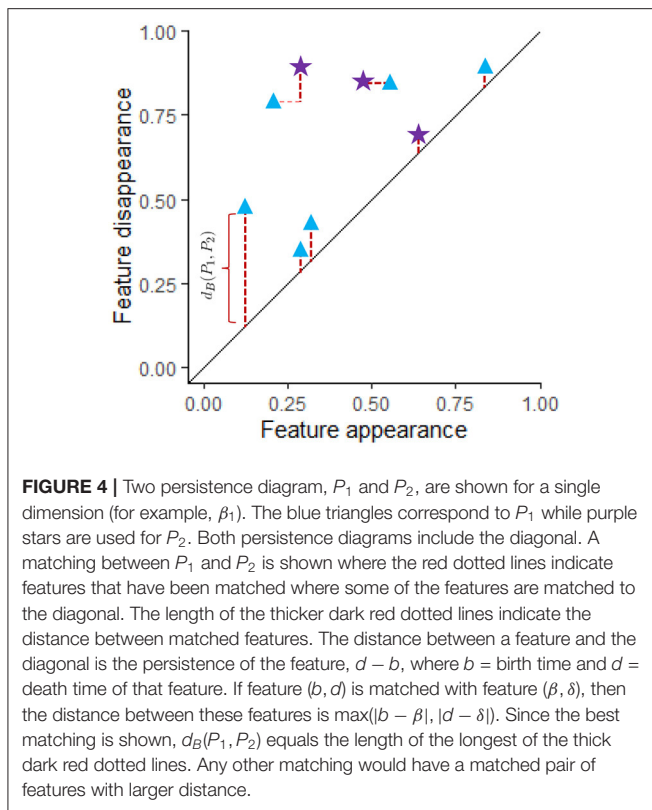 1.00
0.75
0.50
0.25
0.00
Feature disappearance
d_B(P_1, P_2)
0.00 0.25 0.50 0.75 1.00
Feature appearance
FIGURE 4 | Two persistence diagram, P₁ and P₂, are shown for a single
dimension (for example, β₁). The blue triangles correspond to P₁ while purple
stars are used for P₂. Both persistence diagrams include the diagonal. A
matching between P₁ and P₂ is shown where the red dotted lines indicate
features that have been matched where some of the features are matched to
the diagonal. The length of the thicker dark red dotted lines indicate the
distance between matched features. The distance between a feature and the
diagonal is the persistence of the feature, d − b, where b = birth time and d =
death time of that feature. If feature (b, d) is matched with feature (β, δ), then
the distance between these features is max(|b − β|, |d − δ|). Since the best
matching is shown, d_B(P₁, P₂) equals the length of the longest of the thick
dark red dotted lines. Any other matching would have a matched pair of
features with larger distance.